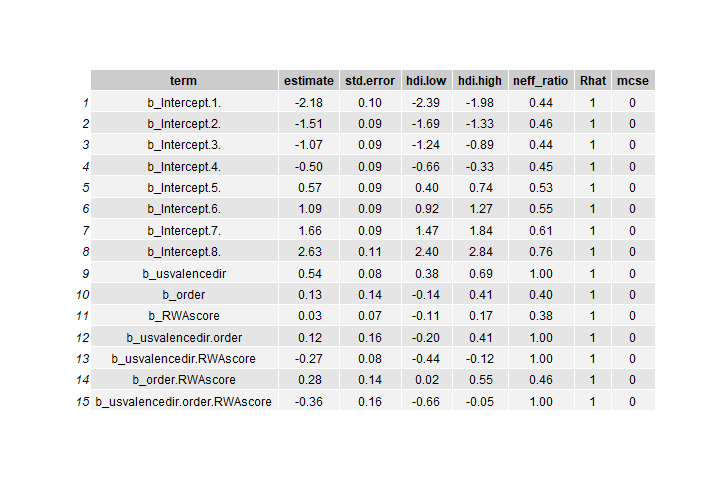 term estimate std.error hdi.low hdi.high neff_ratio Rhat mcse
1 b_Intercept.1. -2.18 0.10 -2.39 -1.98 0.44 1 0
2 b_Intercept.2. -1.51 0.09 -1.69 -1.33 0.46 1 0
3 b_Intercept.3. -1.07 0.09 -1.24 -0.89 0.44 1 0
4 b_Intercept.4. -0.50 0.09 -0.66 -0.33 0.45 1 0
5 b_Intercept.5. 0.57 0.09 0.40 0.74 0.53 1 0
6 b_Intercept.6. 1.09 0.09 0.92 1.27 0.55 1 0
7 b_Intercept.7. 1.66 0.09 1.47 1.84 0.61 1 0
8 b_Intercept.8. 2.63 0.11 2.40 2.84 0.76 1 0
9 b_usvalencedir 0.54 0.08 0.38 0.69 1.00 1 0
10 b_order 0.13 0.14 -0.14 0.41 0.40 1 0
11 b_RWAscore 0.03 0.07 -0.11 0.17 0.38 1 0
12 b_usvalencedir.order 0.12 0.16 -0.20 0.41 1.00 1 0
13 b_usvalencedir.RWAscore -0.27 0.08 -0.44 -0.12 1.00 1 0
14 b_order.RWAscore 0.28 0.14 0.02 0.55 0.46 1 0
15 b_usvalencedir.order.RWAscore -0.36 0.16 -0.66 -0.05 1.00 1 0